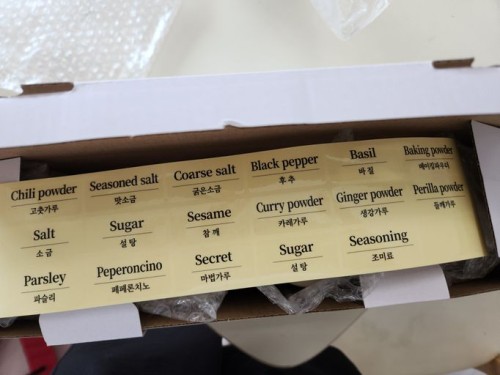 Chili powder
고춧가루
Seasoned salt
맛소금
Coarse salt
굵은소금
Black pepper
후추
Basil
바질
Baking powder
베이킹파우더
Salt
소금
Sugar
설탕
Sesame
참깨
Curry powder
카레가루
Ginger powder
생강가루
Perilla powder
들깨가루
Parsley
파슬리
Peperoncino
페페론치노
Secret
마법가루
Sugar
설탕
Seasoning
조미료